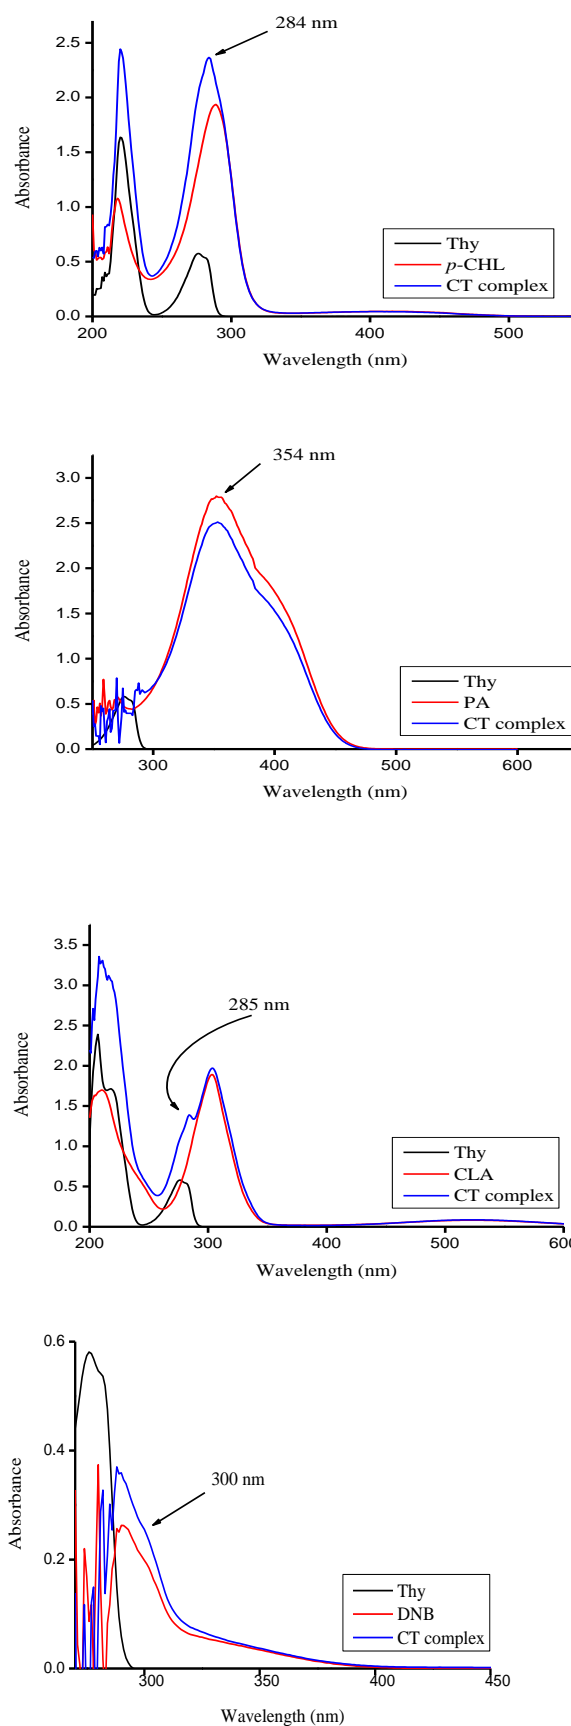 284 nm
2.5
2.0
1.5
1.0
0.5
0.0
Absorbance
Thy
p-CHL
CT complex
200
300
400
500
Wavelength (nm)
354 nm
3.0
2.5
2.0
1.5
1.0
0.5
0.0
Absorbance
Thy
PA
CT complex
300
400
500
600
Wavelength (nm)
3.5
3.0
2.5
2.0
1.5
1.0
0.5
0.0
Absorbance
285 nm
Thy
CLA
CT complex
200
300
400
500
600
Wavelength (nm)
0.6
0.4
0.2
0.0
Absorbance
300 nm
Thy
DNB
CT complex
300
350
400
450
Wavelength (nm)